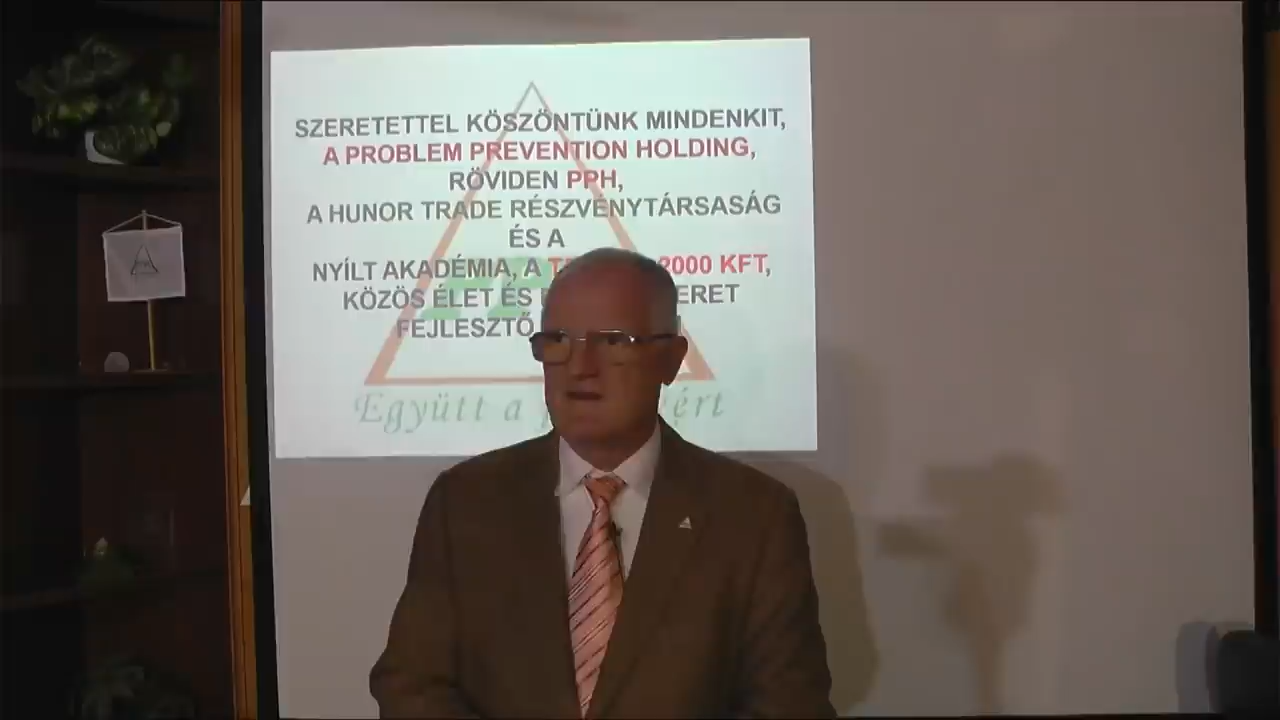 SZERETETTEL KÖSZÖNTÜNK MINDENKIT,
A PROBLEM PREVENTION HOLDING,
RÖVIDEN PPH,
A HUNOR TRADE RÉSZVÉNYTÁRSASÁG
ÉS A
NYÍLT AKADÉMIA, A 2000 KFT,
KÖZÖS ÉLET ÉS
FEJLESZTŐ
Együtt a